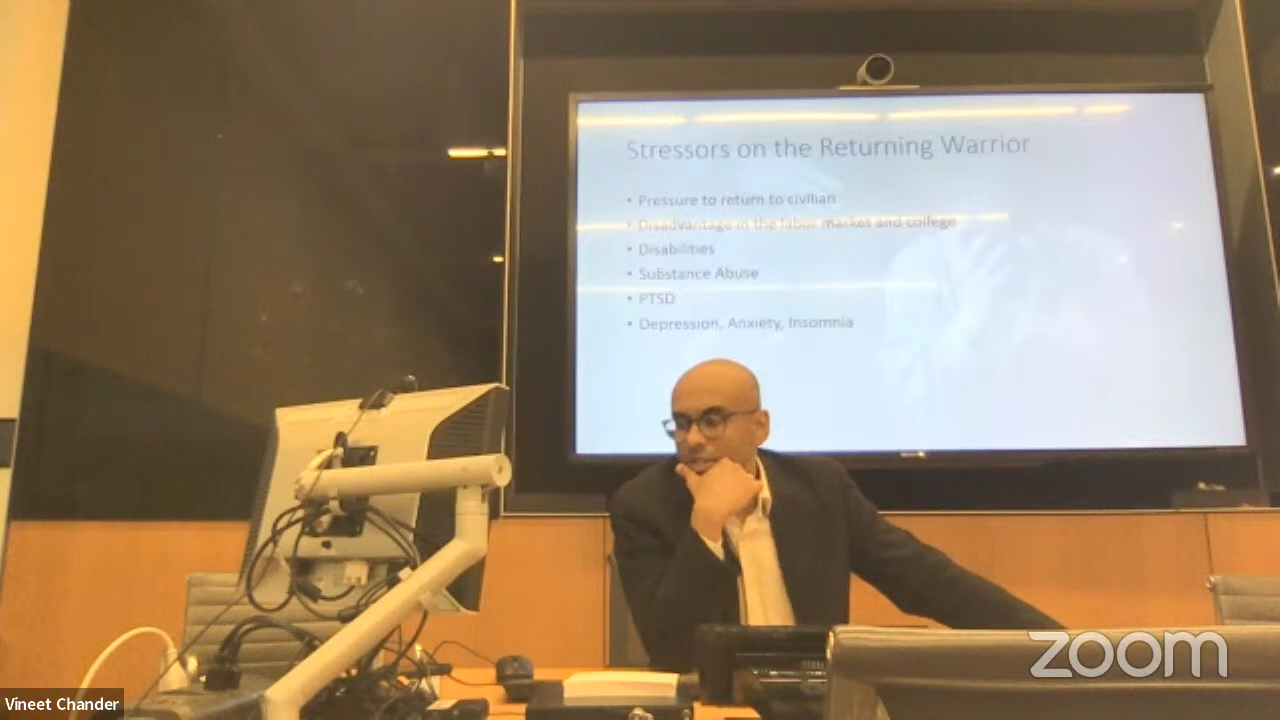 Stressors on the Returning Warrior
• Pressure to return to civilian
• Disadvantage in the labor market and college
• Disabilities
• Substance Abuse
• PTSD
• Depression, Anxiety, Insomnia
zoom
Vineet Chander